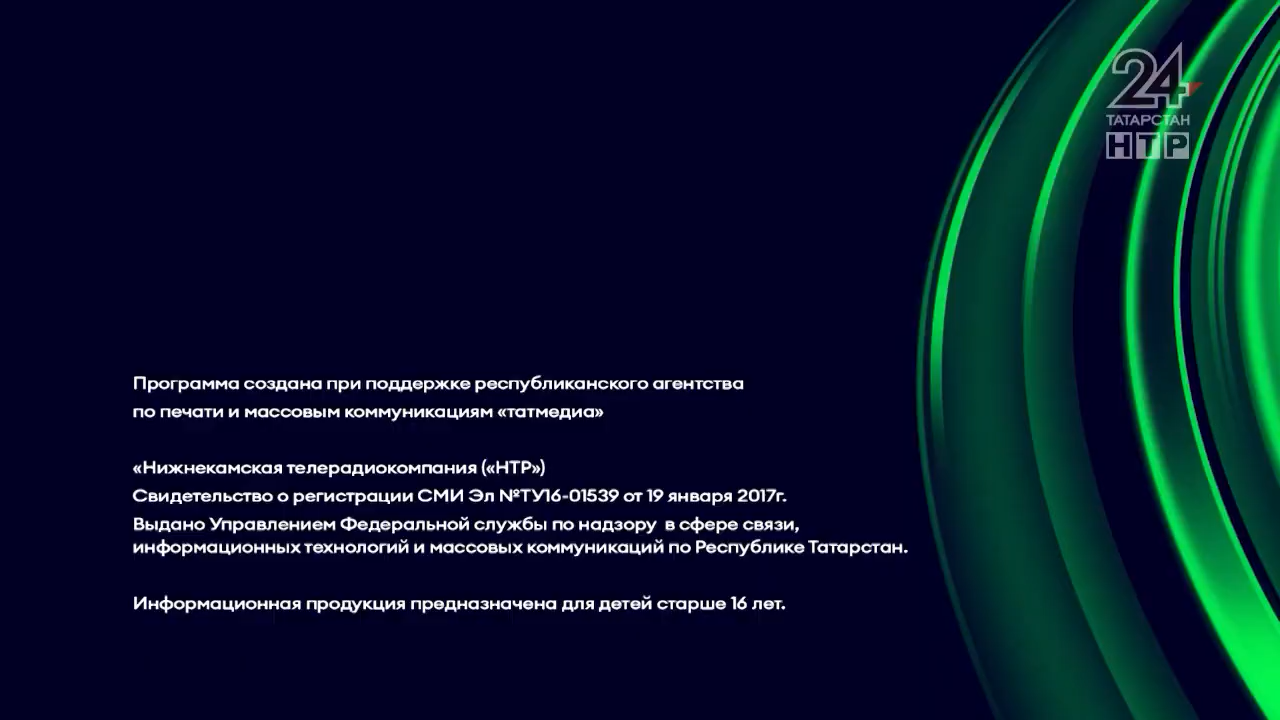 24
ТАТАРСТАН
НТР
Программа создана при поддержке республиканского агентства
по печати и массовым коммуникациям «татмедиа»
«Нижнекамская телерадиокомпания («НТР»)
Свидетельство о регистрации СМИ Эл №ТУ16-01539 от 19 января 2017г.
Выдано Управлением Федеральной службы по надзору в сфере связи,
информационных технологий и массовых коммуникаций по Республике Татарстан.
Информационная продукция предназначена для детей старше 16 лет.